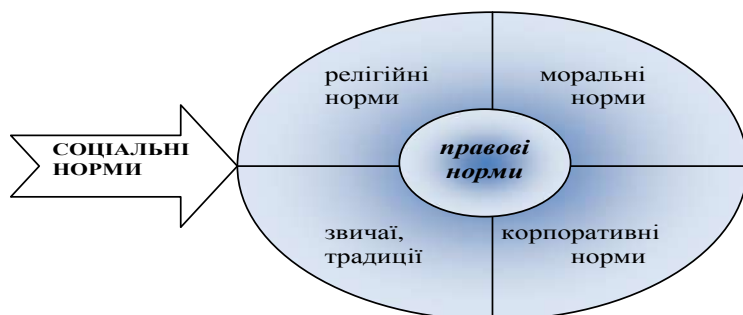 СОЦІАЛЬНІ
НОРМИ
релігійні
норми
моральні
норми
правові
норми
звичаї,
традиції
корпоративні
норми